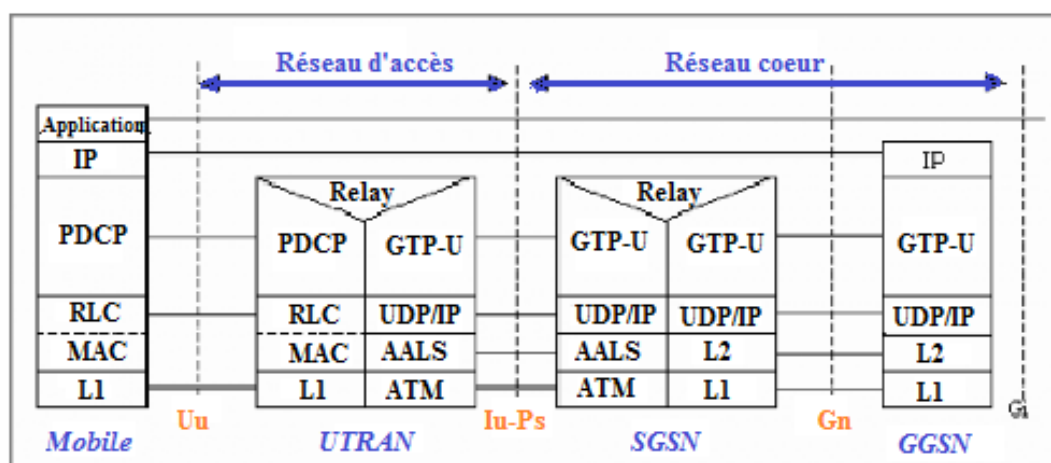 Réseau d'accès Réseau coeur
Application
IP IP
Relay Relay
PDCP PDCP GTP-U GTP-U GTP-U GTP-U
RLC RLC UDP/IP UDP/IP UDP/IP UDP/IP
MAC MAC AALS AALS L2 L2
L1 L1 ATM ATM L1 L1
Uu Iu-Ps Gn Gi
Mobile UTRAN SGSN GGSN